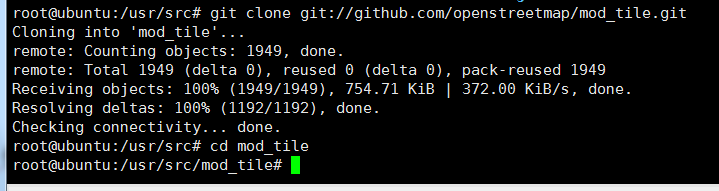 root@ubuntu:/usr/src# git clone git://github.com/openstreetmap/mod_tile.git
Cloning into 'mod_tile'...
remote: Counting objects: 1949, done.
remote: Total 1949 (delta 0), reused 0 (delta 0), pack-reused 1949
Receiving objects: 100% (1949/1949), 754.71 KiB | 372.00 KiB/s, done.
Resolving deltas: 100% (1192/1192), done.
Checking connectivity... done.
root@ubuntu:/usr/src# cd mod_tile
root@ubuntu:/usr/src/mod_tile#